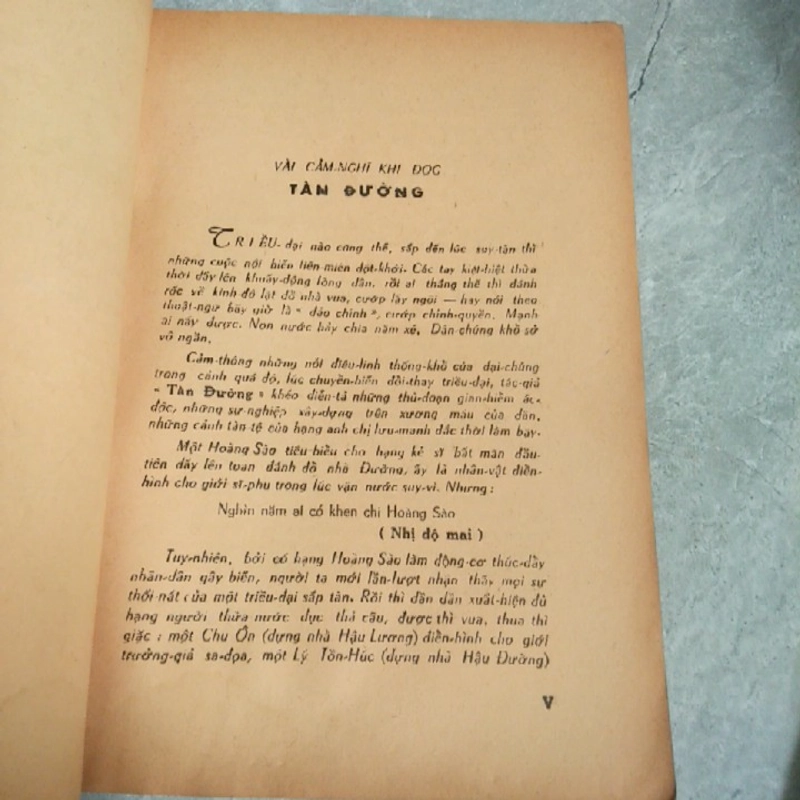 VÀI CẢM-NGHĨ KHI ĐỌC
TÀN ĐƯỜNG
TRIỀU-đại nào cũng thế, sắp đến lúc suy-tàn thì
những cuộc nổi biến liên-miên đột-khởi. Các tay kiệt-hiệt thừa
thời dấy lên khuấy-động lòng dân, rồi ai thắng thế thì đánh
rốc về kinh-đô lật đổ nhà vua, cướp lấy ngôi — hay nói theo
thuật-ngữ bây giờ là « đảo chính », cướp chính-quyền. Mạnh
ai nấy được. Non nước bấy chia năm xẻ. Dân-chúng khổ sở
vô ngần.
Cảm-thông những nỗi điêu-linh thống-khổ của đại-chúng
trong cảnh quá độ, lúc chuyển-biến đổi-thay triều-đại, tác-giả
« Tàn Đường » khéo diễn-tả những thủ-đoạn gian-hiểm ác-
độc, những sự-nghiệp xây-dựng trên xương máu của dân,
những cảnh tàn-tệ của hạng anh chị lưu-manh đắc thời làm bậy.
Một Hoàng Sào tiêu-biểu cho hạng kẻ sĩ bất mãn đầu-
tiên dấy lên toan đánh đổ nhà Đường, ấy là nhân-vật điển-
hình cho giới sĩ-phu trong lúc vận nước suy-vi. Nhưng :
Nghìn năm ai có khen chi Hoàng Sào
( Nhị độ mai )
Tuy-nhiên, bởi có hạng Hoàng Sào làm động-cơ thúc-đẩy
nhân-dân gây biến, người ta mới lần-lượt nhận thấy mọi sự
thối-nát của một triều-đại sắp tàn. Rồi thì dần dần xuất-hiện đủ
hạng người thừa nước đục thả câu, được thì vua, thua thì
giặc : một Chu Ôn (dựng nhà Hậu Lương) điển-hình cho giới
trưởng-giả sa-đọa, một Lý Tồn-Húc (dựng nhà Hậu Đường)
V